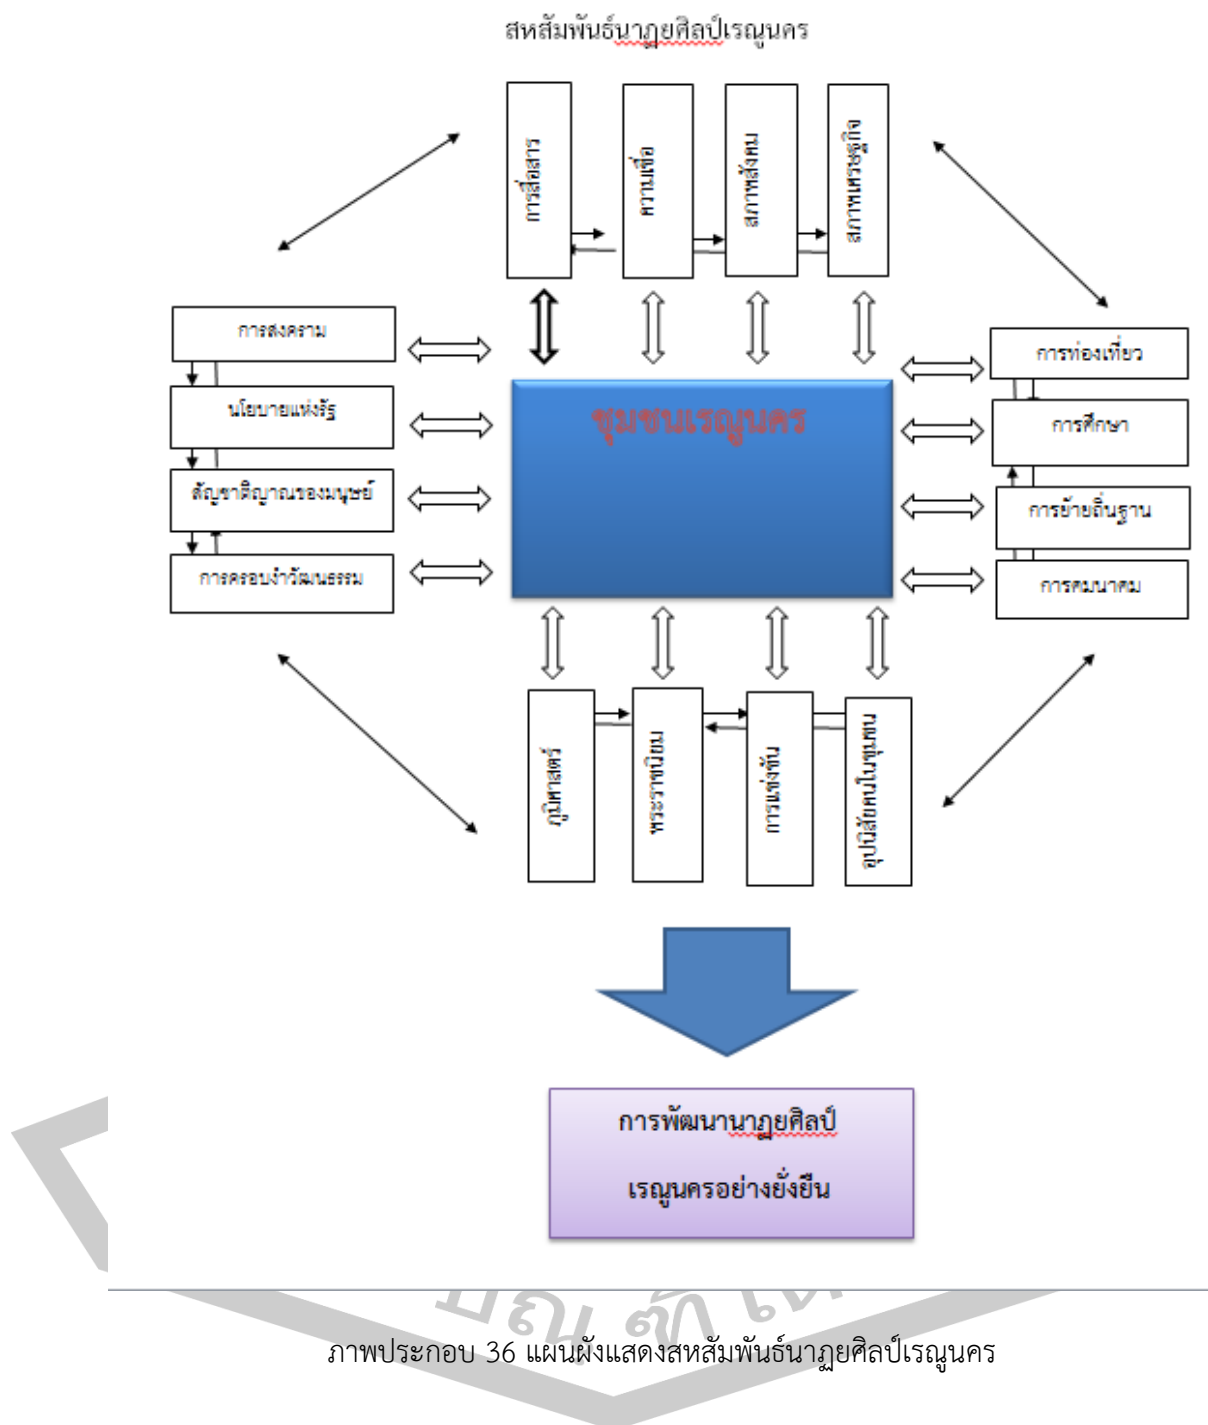 สหสัมพันธ์นาฏยศิลป์เรณูนคร
การสื่อสาร
ความเชื่อ
สภาพสังคม
สภาพเศรษฐกิจ
การสงคราม
นโยบายแห่งรัฐ
สัญชาติญาณของมนุษย์
การครอบงำวัฒนธรรม
ชุมชนเรณูนคร
การท่องเที่ยว
การศึกษา
การย้ายถิ่นฐาน
การคมนาคม
ภูมิศาสตร์
พระราชนิยม
การแข่งขัน
อุปนิสัยคนในชุมชน
การพัฒนานาฏยศิลป์
เรณูนครอย่างยั่งยืน
ภาพประกอบ 36 แผนผังแสดงสหสัมพันธ์นาฏยศิลป์เรณูนคร